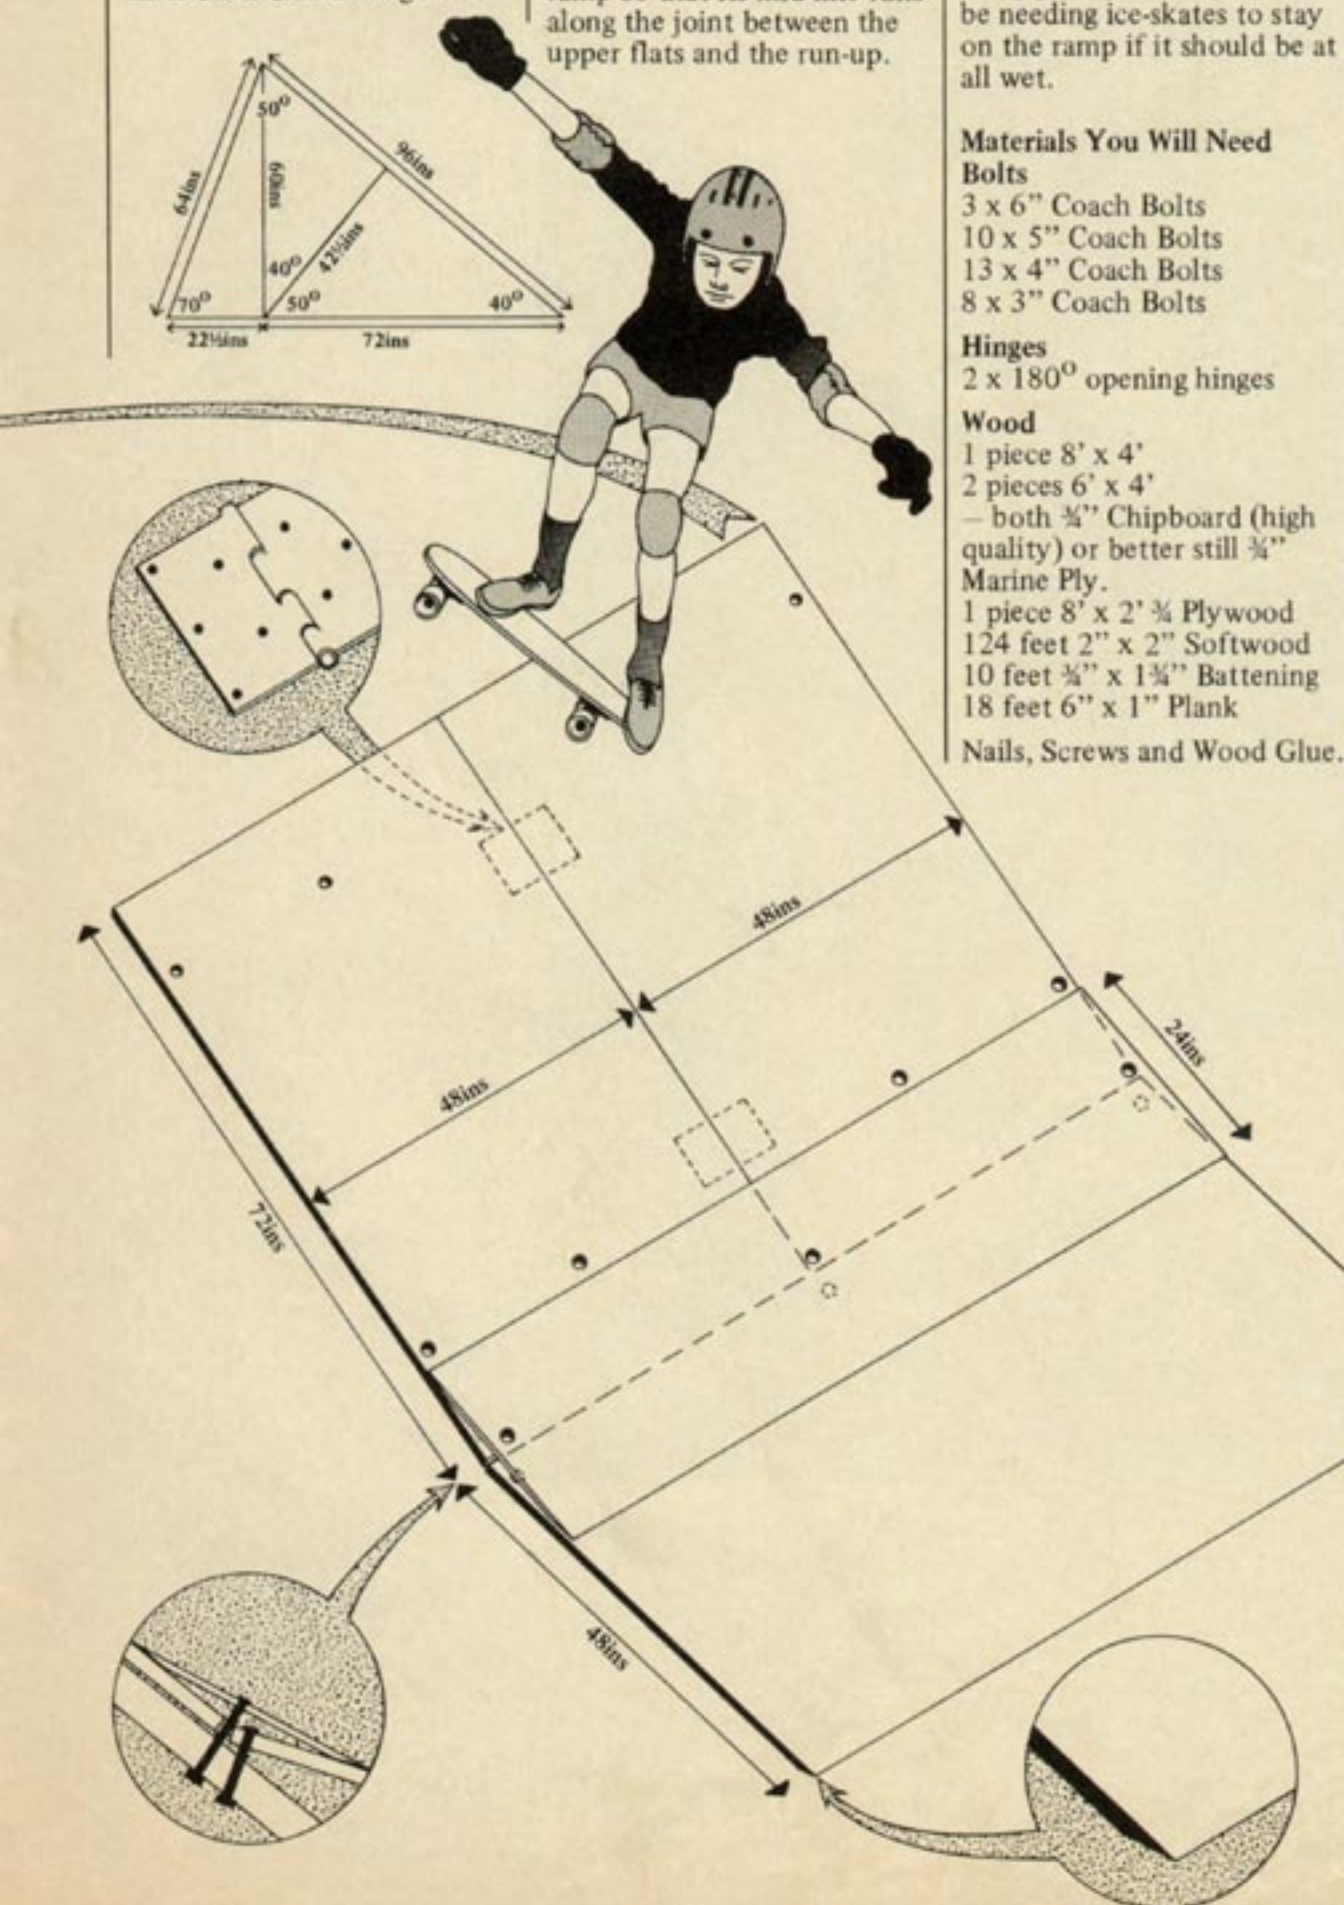 along the joint between the
upper flats and the run-up.
be needing ice-skates to stay
on the ramp if it should be at
all wet.
Materials You Will Need
Bolts
3 x 6” Coach Bolts
10 x 5” Coach Bolts
13 x 4” Coach Bolts
8 x 3” Coach Bolts
Hinges
2 x 180° opening hinges
Wood
1 piece 8’ x 4’
2 pieces 6’ x 4’
– both ¾” Chipboard (high
quality) or better still ¾”
Marine Ply.
1 piece 8’ x 2’ ¾ Plywood
124 feet 2” x 2” Softwood
10 feet ¾” x 1¾” Battening
18 feet 6” x 1” Plank
Nails, Screws and Wood Glue.
50°
64ins
60ins
96ins
40°
42½ins
70°
50°
40°
22½ins
72ins
48ins
48ins
24ins
72ins
48ins